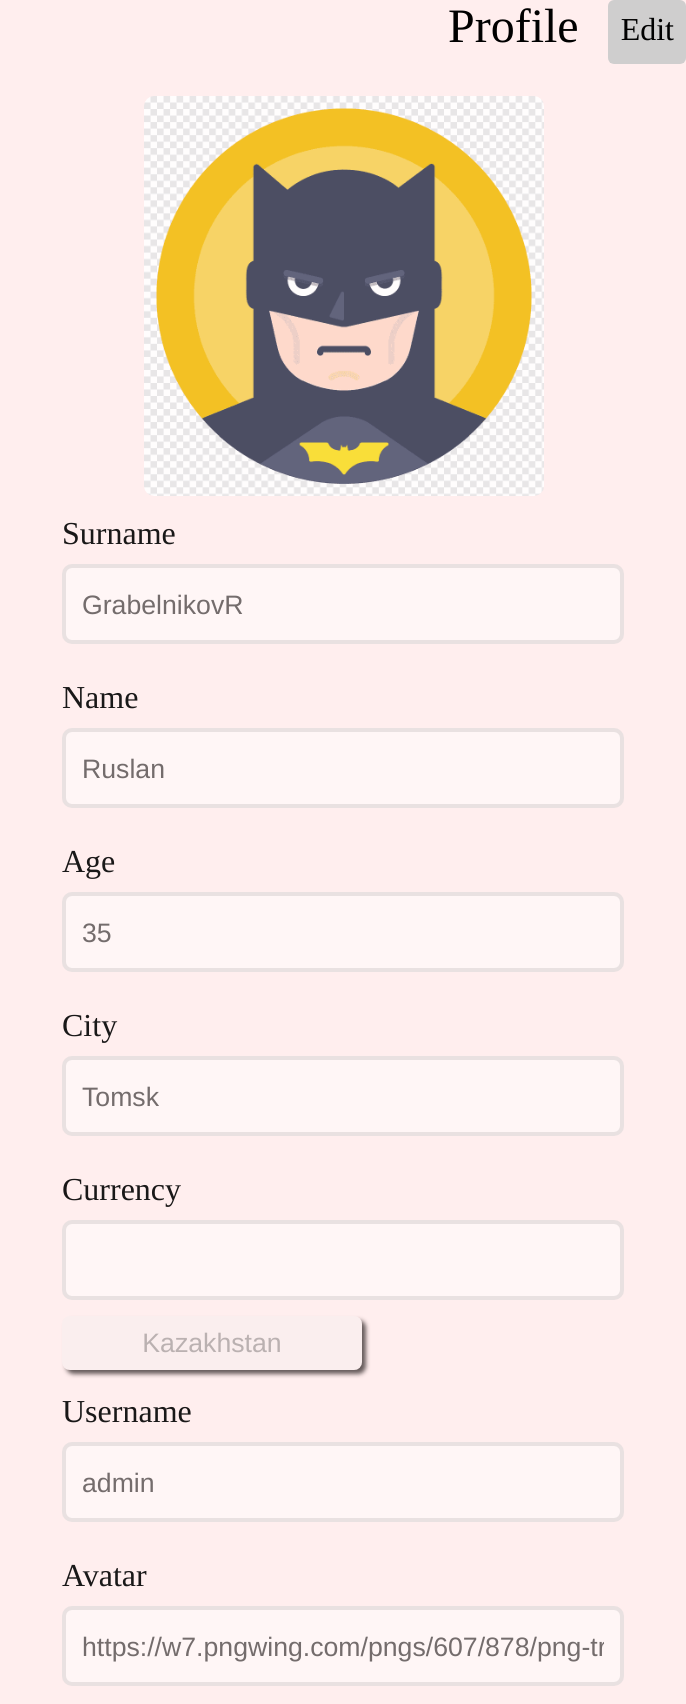 Profile
Edit
Surname
GrabelnikovR
Name
Ruslan
Age
35
City
Tomsk
Currency
Kazakhstan
Username
admin
Avatar
https://w7.pngwing.com/pngs/607/878/png-tr